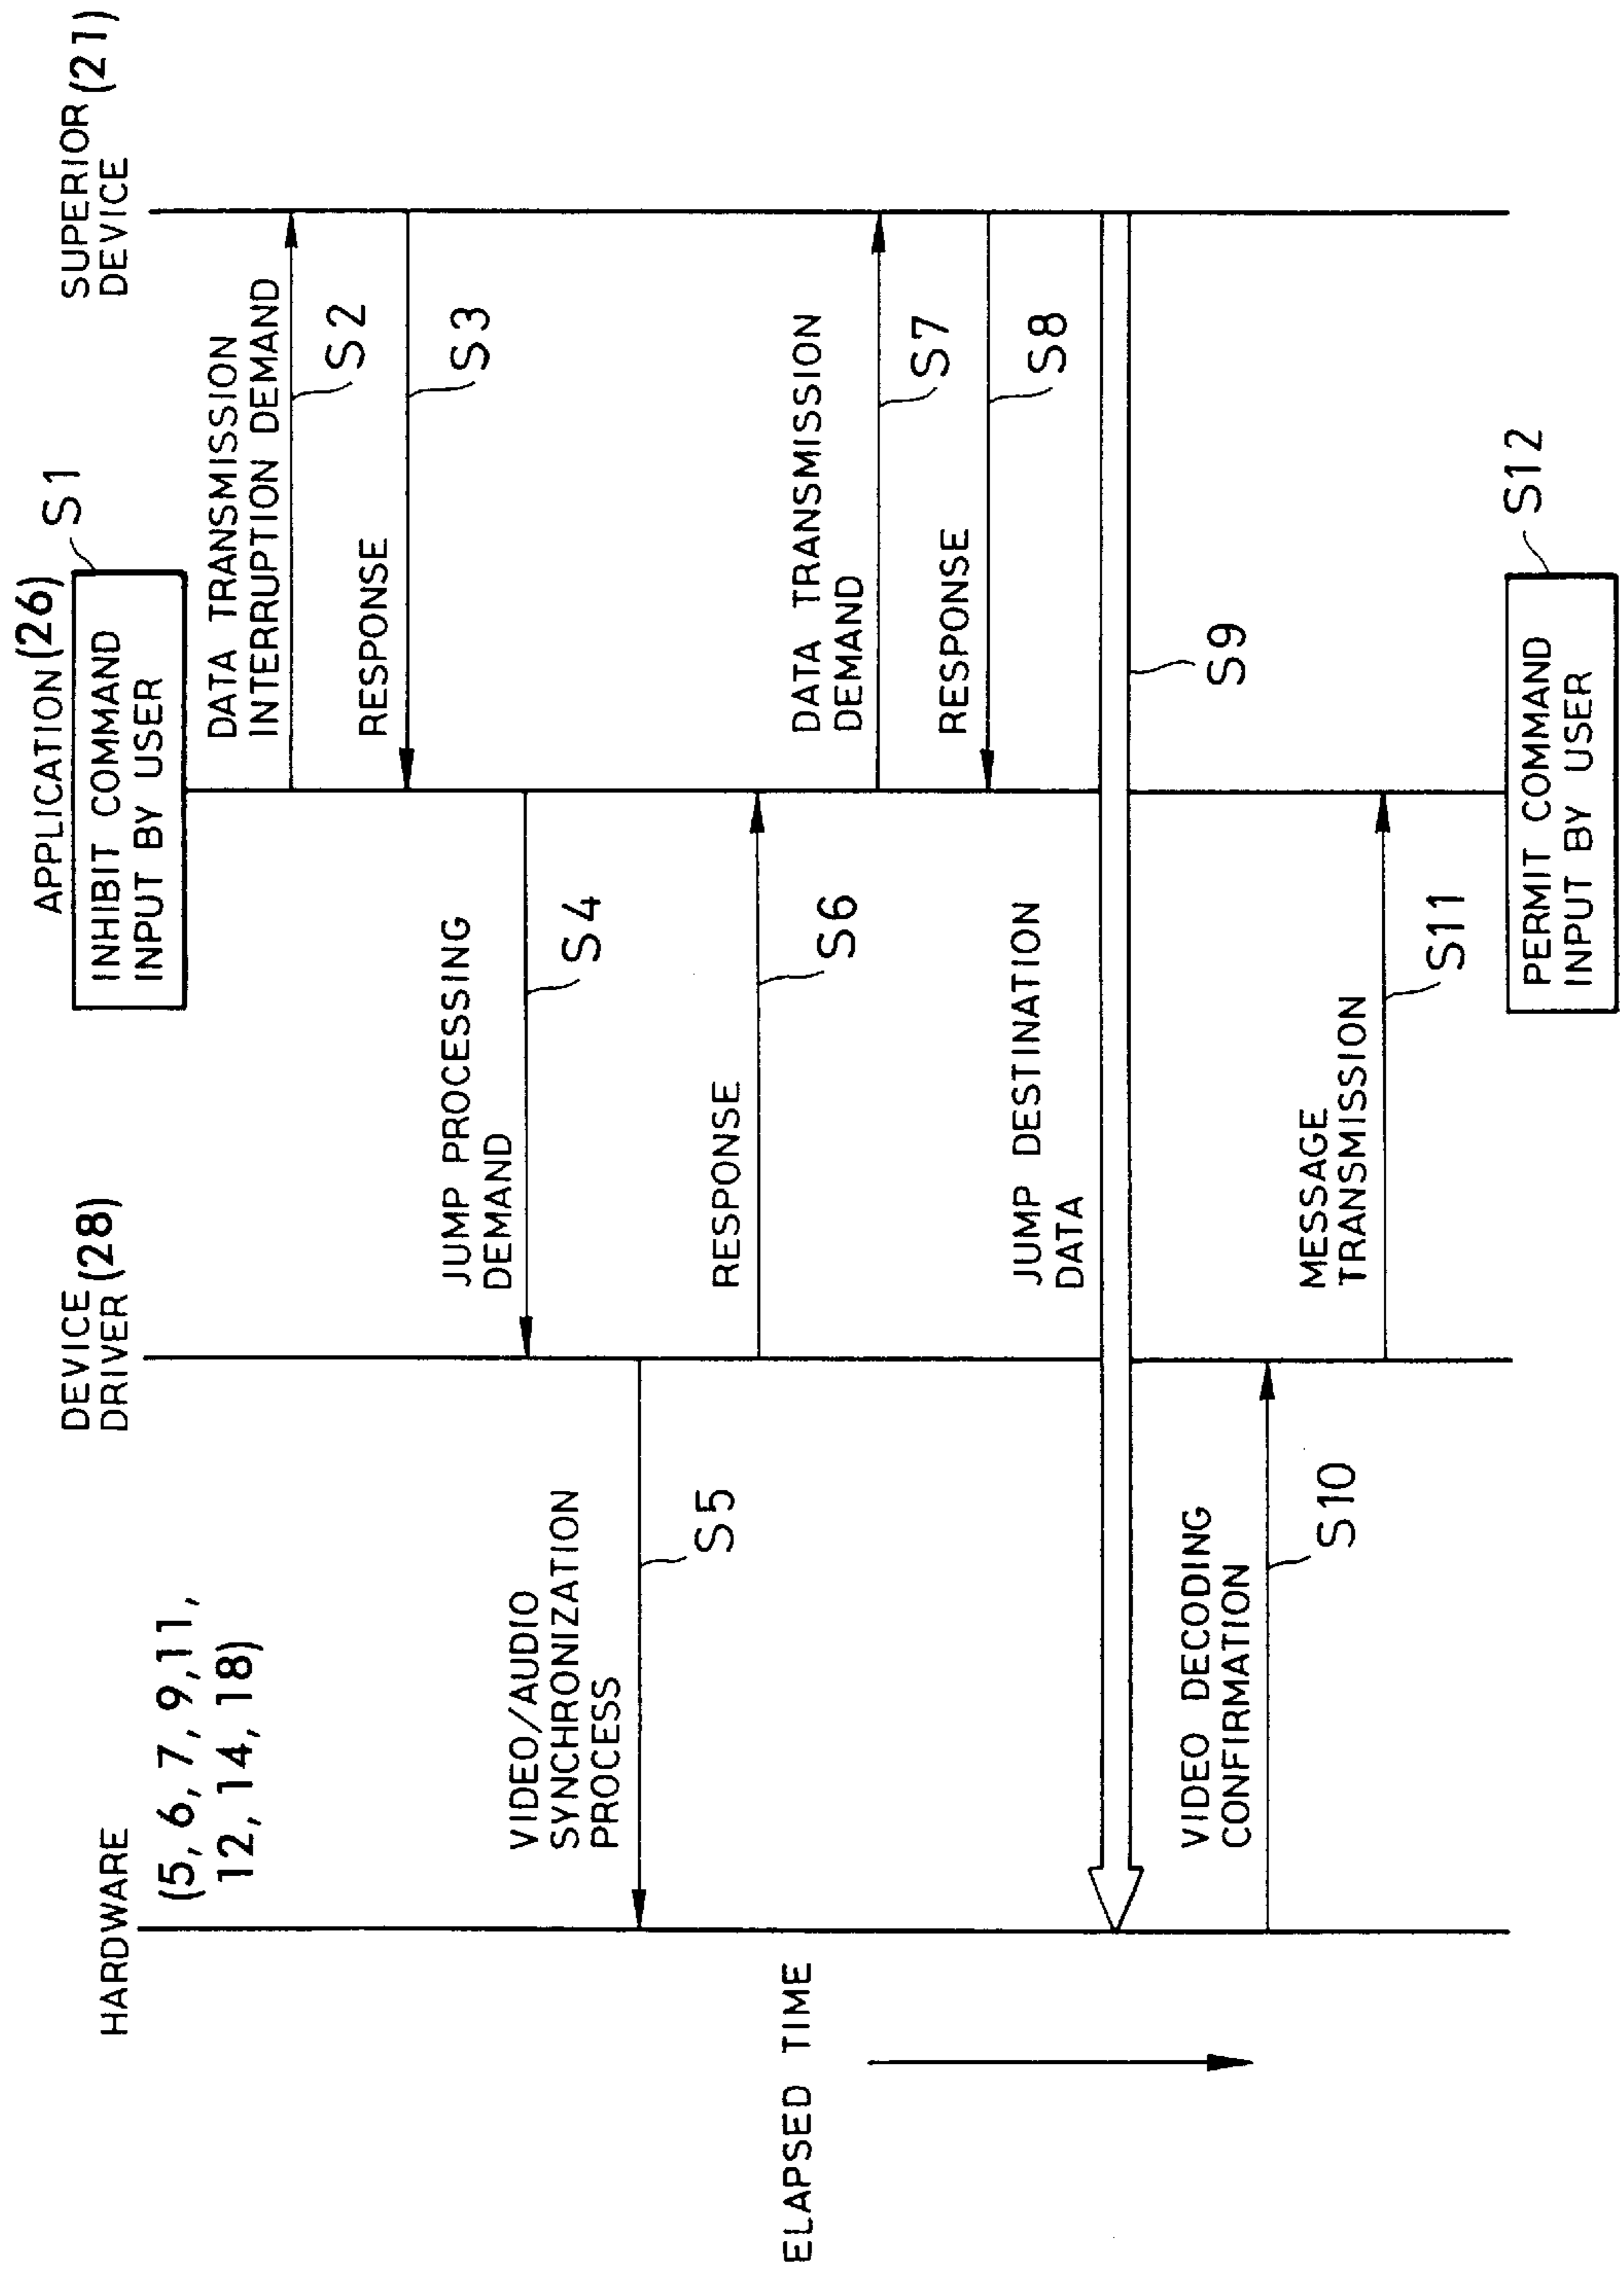 HARDWARE
(5, 6, 7, 9, 11,
12, 14, 18)
DEVICE
DRIVER (28)
APPLICATION (26)
SUPERIOR (21)
DEVICE
INHIBIT COMMAND
INPUT BY USER
S1
DATA TRANSMISSION
INTERRUPTION DEMAND
S2
RESPONSE
S3
JUMP PROCESSING
DEMAND
S4
VIDEO/AUDIO
SYNCHRONIZATION
PROCESS
S5
RESPONSE
S6
DATA TRANSMISSION
DEMAND
S7
RESPONSE
S8
JUMP DESTINATION
DATA
S9
VIDEO DECODING
CONFIRMATION
S10
MESSAGE
TRANSMISSION
S11
PERMIT COMMAND
INPUT BY USER
S12
ELAPSED TIME